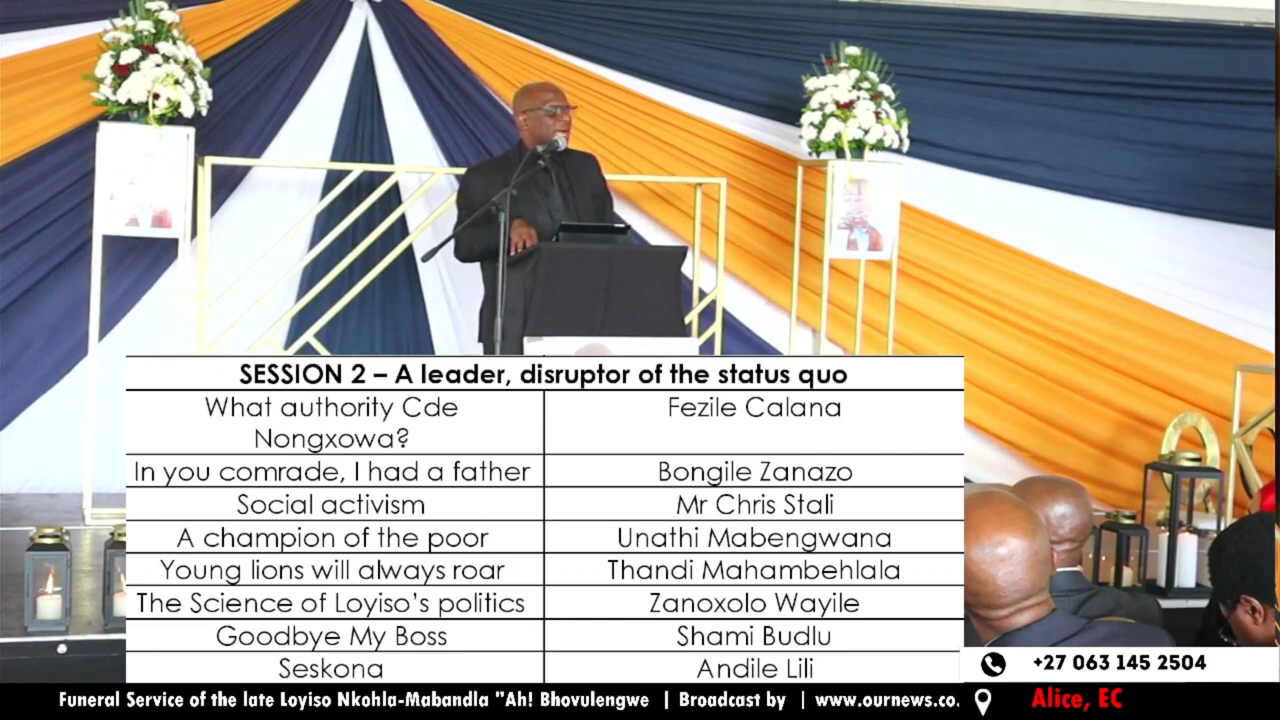 SESSION 2 – A leader, disruptor of the status quo
What authority Cde Fezile Calana
Nongxowa?
In you comrade, I had a father Bongile Zanazo
Social activism Mr Chris Stali
A champion of the poor Unathi Mabengwana
Young lions will always roar Thandi Mahambehlala
The Science of Loyiso's politics Zanoxolo Wayile
Goodbye My Boss Shami Budlu
Seskona Andile Lili
+27 063 145 2504
Funeral Service of the late Loyiso Nkohla-Mabandla "Ah! Bhovulengwe | Broadcast by | www.ournews.co. Alice, EC